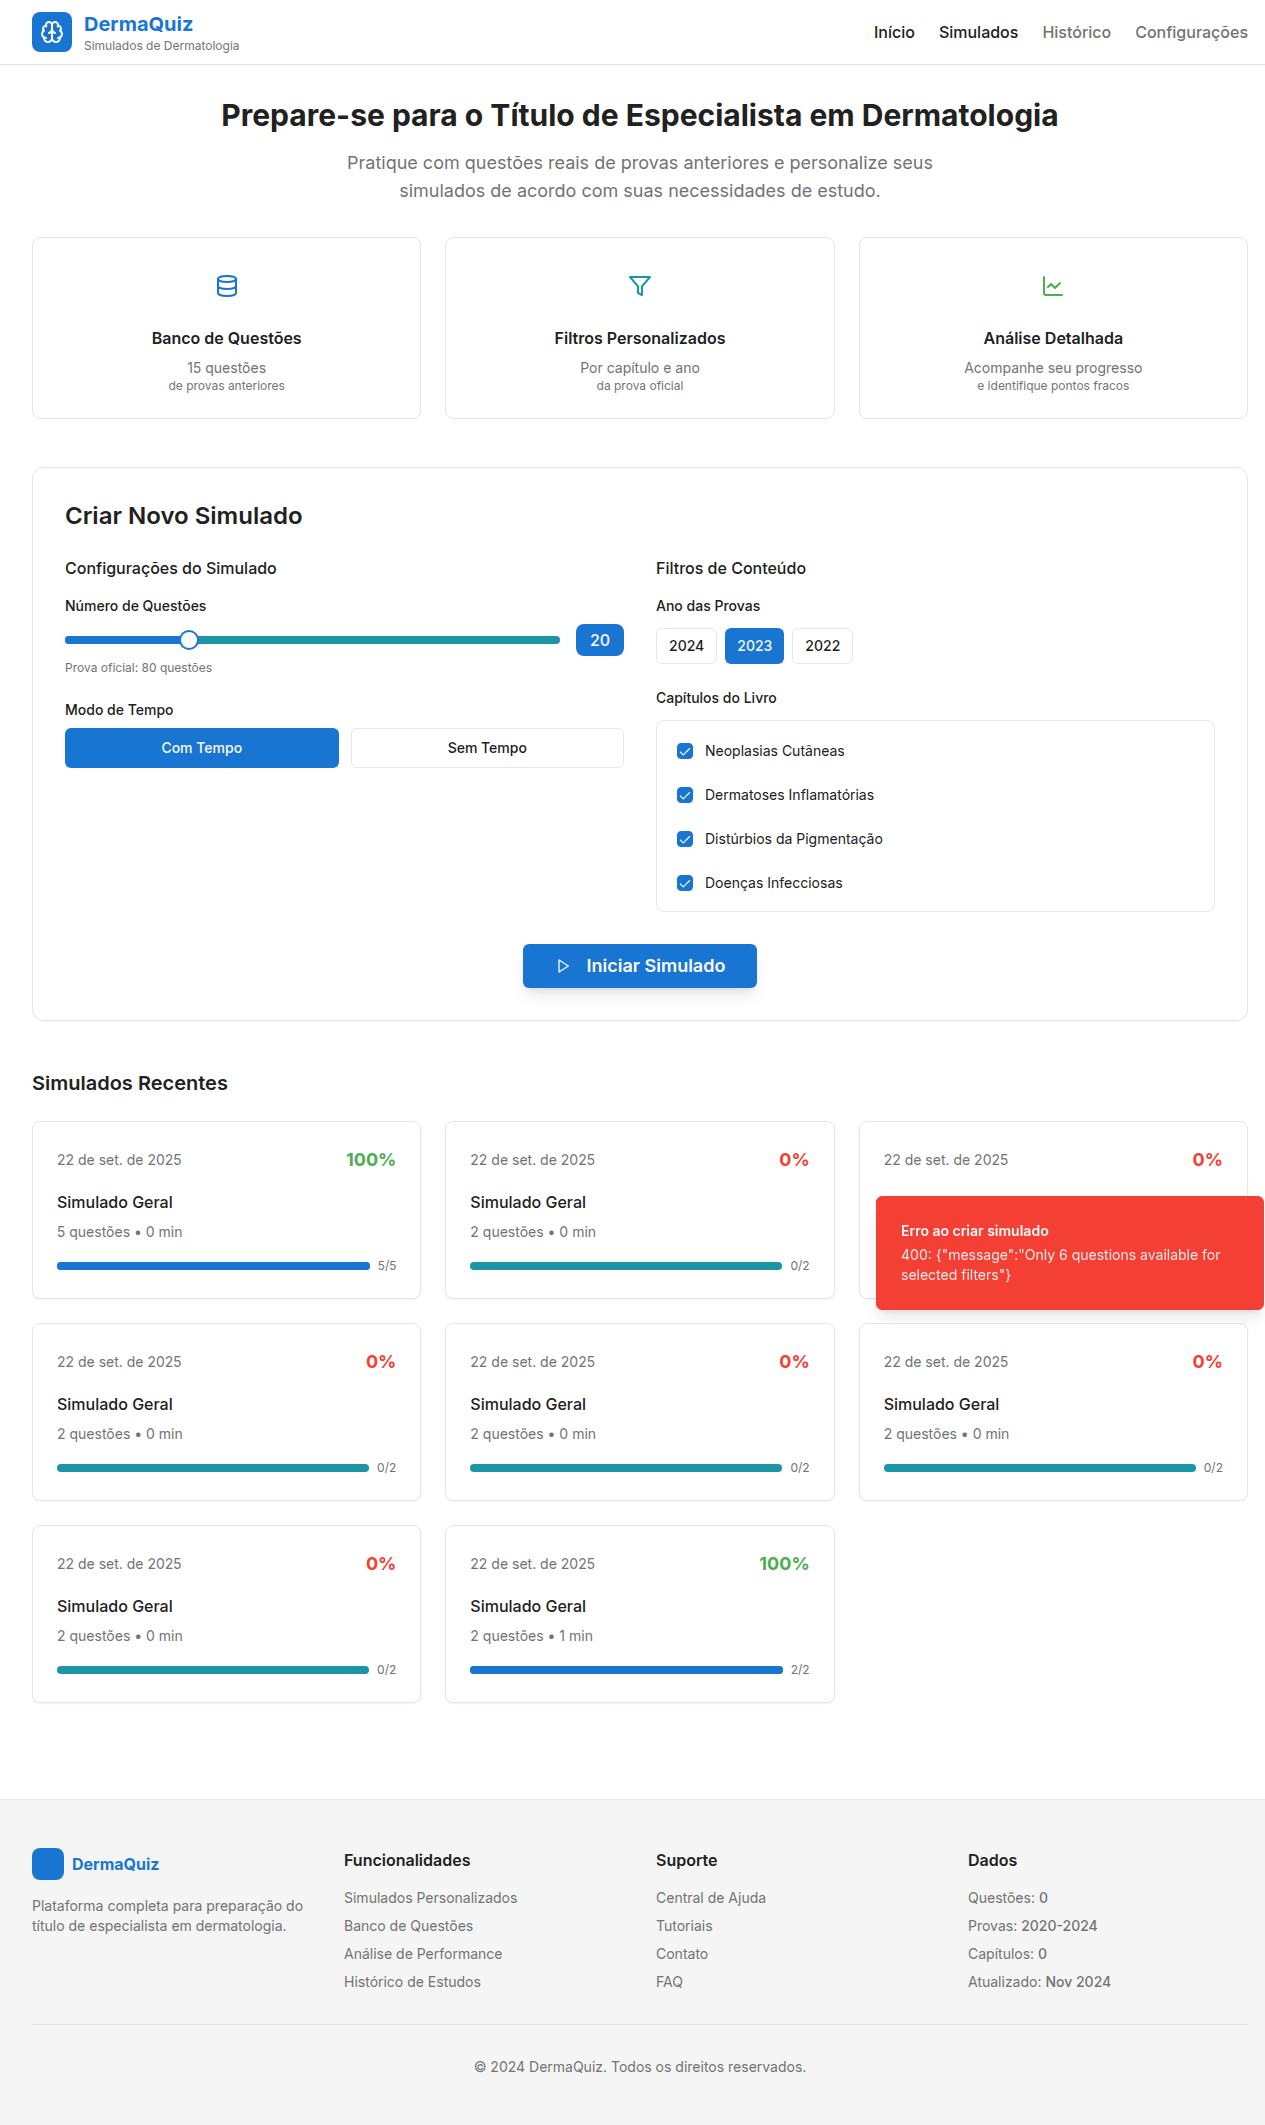 DermaQuiz
Simulados de Dermatologia
Início Simulados Histórico Configurações
Prepare-se para o Título de Especialista em Dermatologia
Pratique com questões reais de provas anteriores e personalize seus
simulados de acordo com suas necessidades de estudo.
Banco de Questões
15 questões
de provas anteriores
Filtros Personalizados
Por capítulo e ano
da prova oficial
Análise Detalhada
Acompanhe seu progresso
e identifique pontos fracos
Criar Novo Simulado
Configurações do Simulado
Número de Questões
20
Prova oficial: 80 questões
Modo de Tempo
Com Tempo Sem Tempo
Filtros de Conteúdo
Ano das Provas
2024 2023 2022
Capítulos do Livro
Neoplasias Cutâneas
Dermatoses Inflamatórias
Distúrbios da Pigmentação
Doenças Infecciosas
Iniciar Simulado
Simulados Recentes
22 de set. de 2025 100%
Simulado Geral
5 questões • 0 min
5/5
22 de set. de 2025 0%
Simulado Geral
2 questões • 0 min
0/2
22 de set. de 2025 0%
Erro ao criar simulado
400: {"message":"Only 6 questions available for
selected filters"}
22 de set. de 2025 0%
Simulado Geral
2 questões • 0 min
0/2
22 de set. de 2025 0%
Simulado Geral
2 questões • 0 min
0/2
22 de set. de 2025 0%
Simulado Geral
2 questões • 0 min
0/2
22 de set. de 2025 0%
Simulado Geral
2 questões • 0 min
0/2
22 de set. de 2025 100%
Simulado Geral
2 questões • 1 min
2/2
DermaQuiz
Plataforma completa para preparação do
título de especialista em dermatologia.
Funcionalidades
Simulados Personalizados
Banco de Questões
Análise de Performance
Histórico de Estudos
Suporte
Central de Ajuda
Tutoriais
Contato
FAQ
Dados
Questões: 0
Provas: 2020-2024
Capítulos: 0
Atualizado: Nov 2024
© 2024 DermaQuiz. Todos os direitos reservados.